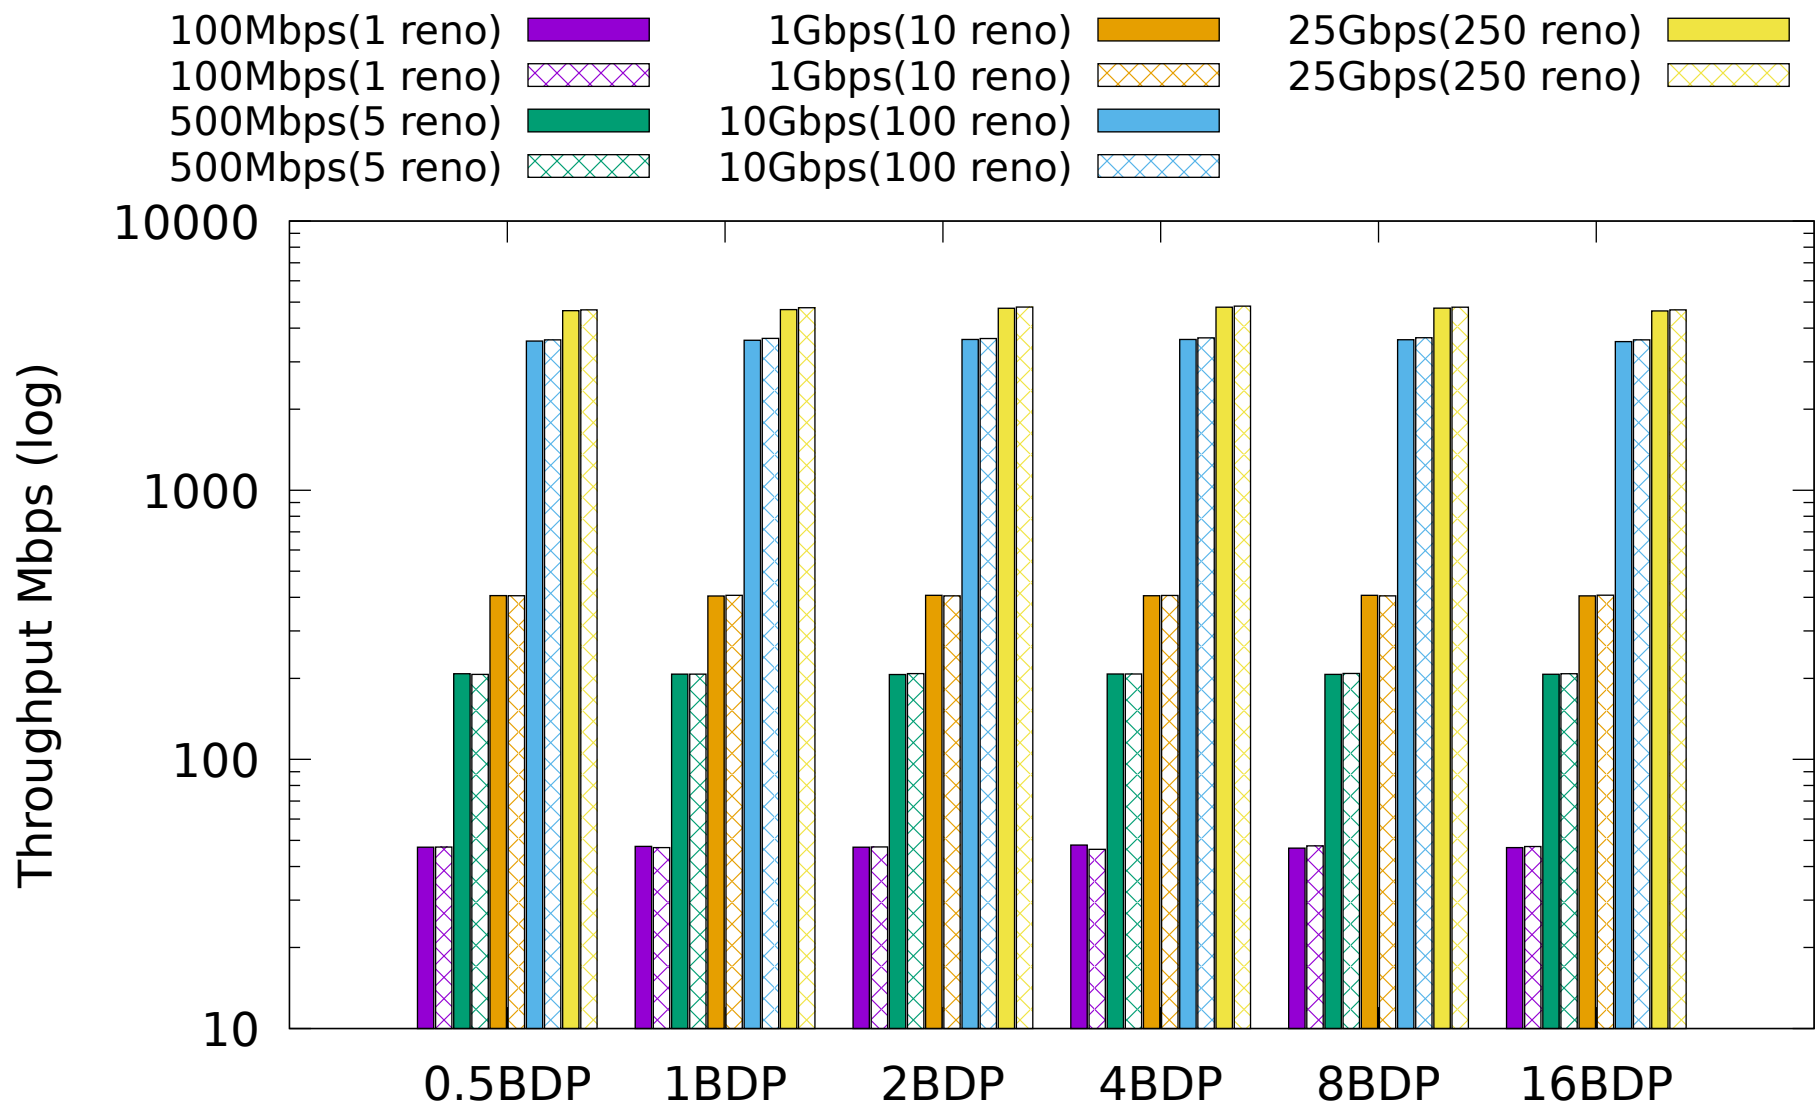 100Mbps(1 reno)
100Mbps(1 reno)
500Mbps(5 reno)
500Mbps(5 reno)
1Gbps(10 reno)
1Gbps(10 reno)
10Gbps(100 reno)
10Gbps(100 reno)
25Gbps(250 reno)
25Gbps(250 reno)
Throughput Mbps (log)
10000
1000
100
10
0.5BDP 1BDP 2BDP 4BDP 8BDP 16BDP